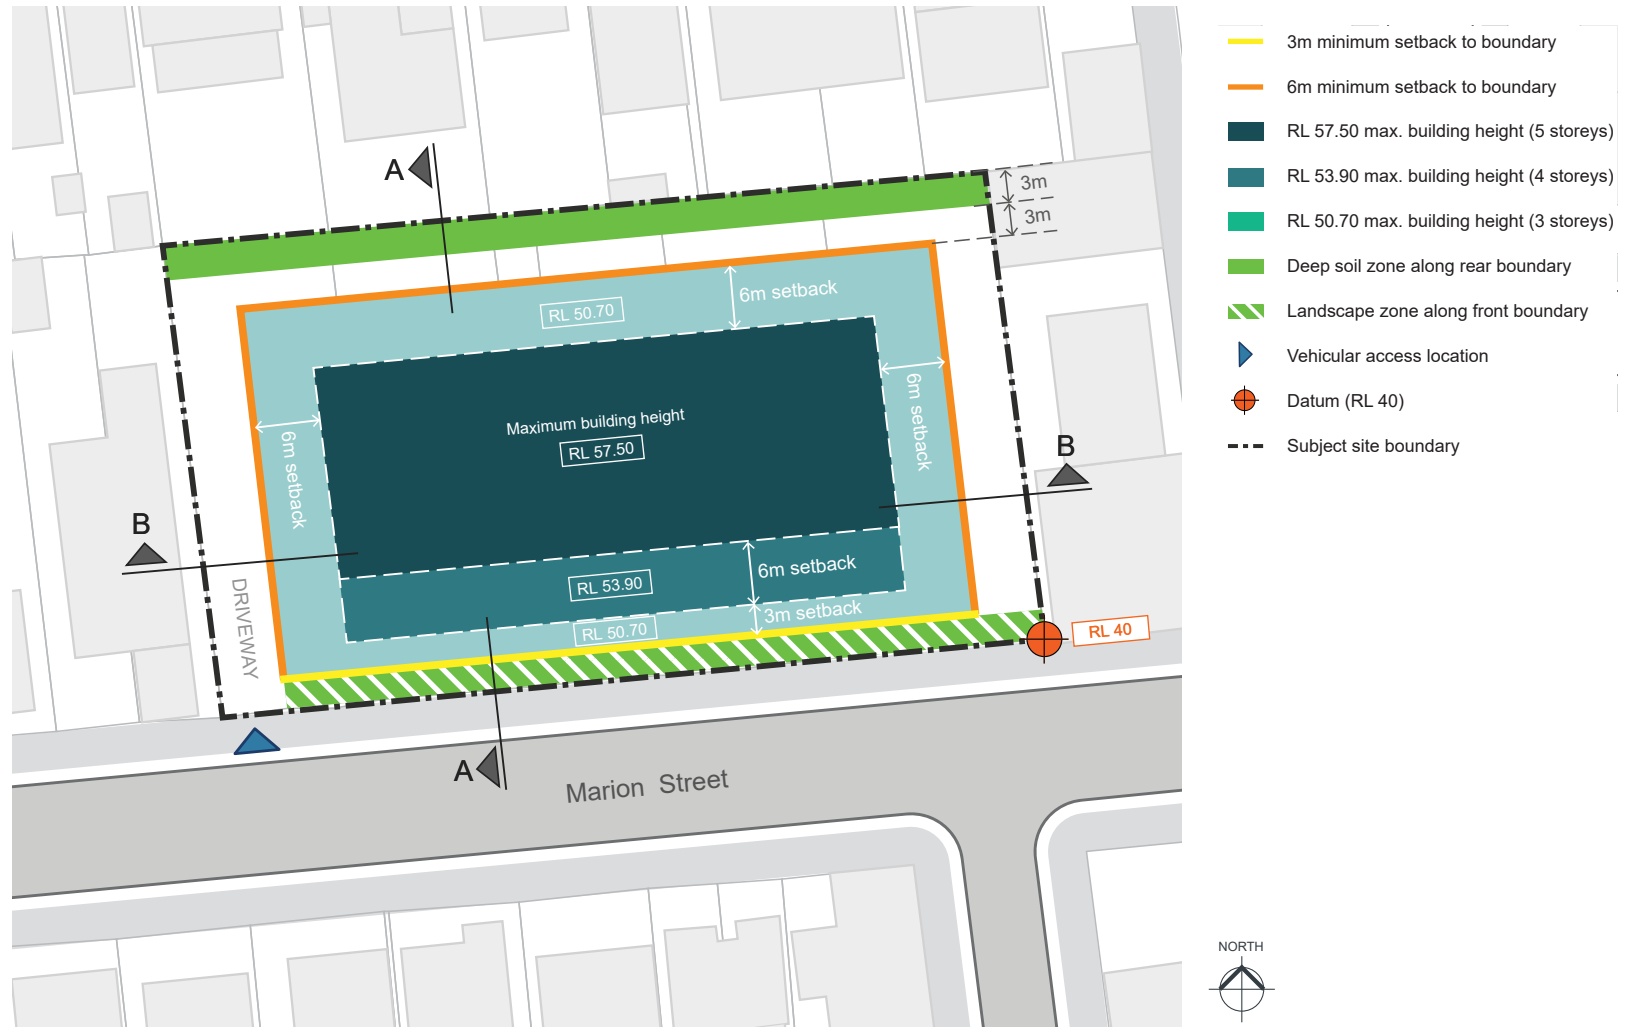 3m minimum setback to boundary
6m minimum setback to boundary
RL 57.50 max. building height (5 storeys)
RL 53.90 max. building height (4 storeys)
RL 50.70 max. building height (3 storeys)
Deep soil zone along rear boundary
Landscape zone along front boundary
Vehicular access location
Datum (RL 40)
Subject site boundary
A
3m
3m
6m setback
RL 50.70
6m setback
6m setback
Maximum building height
RL 57.50
B
B
6m setback
RL 53.90
3m setback
RL 50.70
DRIVEWAY
RL 40
A
Marion Street
NORTH